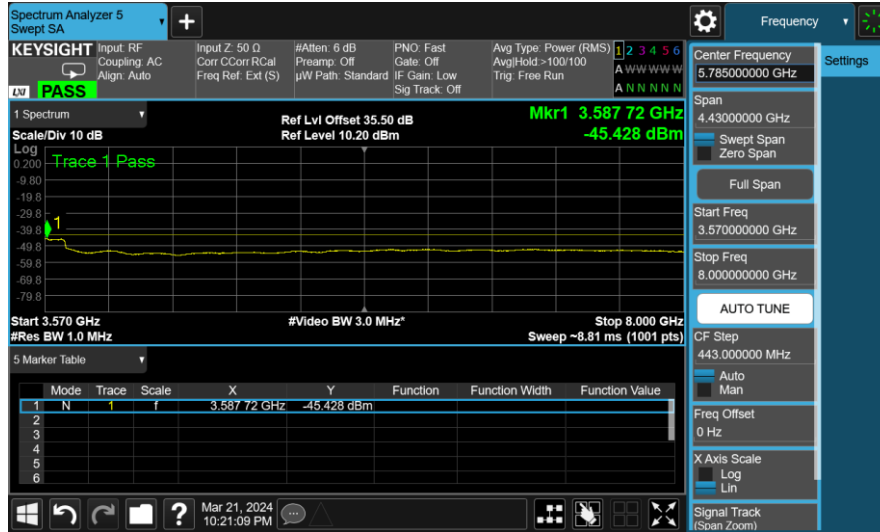 Spectrum Analyzer 5
Swept SA
Frequency
KEYSIGHT
LXI
PASS
Input: RF
Coupling: AC
Align: Auto
Input Z: 50 Ω
Corr CCorr RCal
Freq Ref: Ext (S)
#Atten: 6 dB
Preamp: Off
µW Path: Standard
PNO: Fast
Gate: Off
IF Gain: Low
Sig Track: Off
Avg Type: Power (RMS)
Avg|Hold:>100/100
Trig: Free Run
1 2 3 4 5 6
A W W W W W
A N N N N N
1 Spectrum
Scale/Div 10 dB
Ref Lvl Offset 35.50 dB
Ref Level 10.20 dBm
Mkr1 3.587 72 GHz
-45.428 dBm
Log
Trace 1 Pass
1
0.200
-9.80
-19.8
-29.8
-39.8
-49.8
-59.8
-69.8
-79.8
Start 3.570 GHz
#Res BW 1.0 MHz
#Video BW 3.0 MHz*
Stop 8.000 GHz
Sweep ~8.81 ms (1001 pts)
5 Marker Table
Mode Trace Scale X Y Function Function Width Function Value
1 N 1 f 3.587 72 GHz -45.428 dBm
2
3
4
5
6
Center Frequency
5.785000000 GHz
Settings
Span
4.43000000 GHz
Swept Span
Zero Span
Full Span
Start Freq
3.570000000 GHz
Stop Freq
8.000000000 GHz
AUTO TUNE
CF Step
443.000000 MHz
Auto
Man
Freq Offset
0 Hz
X Axis Scale
Log
Lin
Signal Track
(Span Zoom)
?
Mar 21, 2024
10:21:09 PM